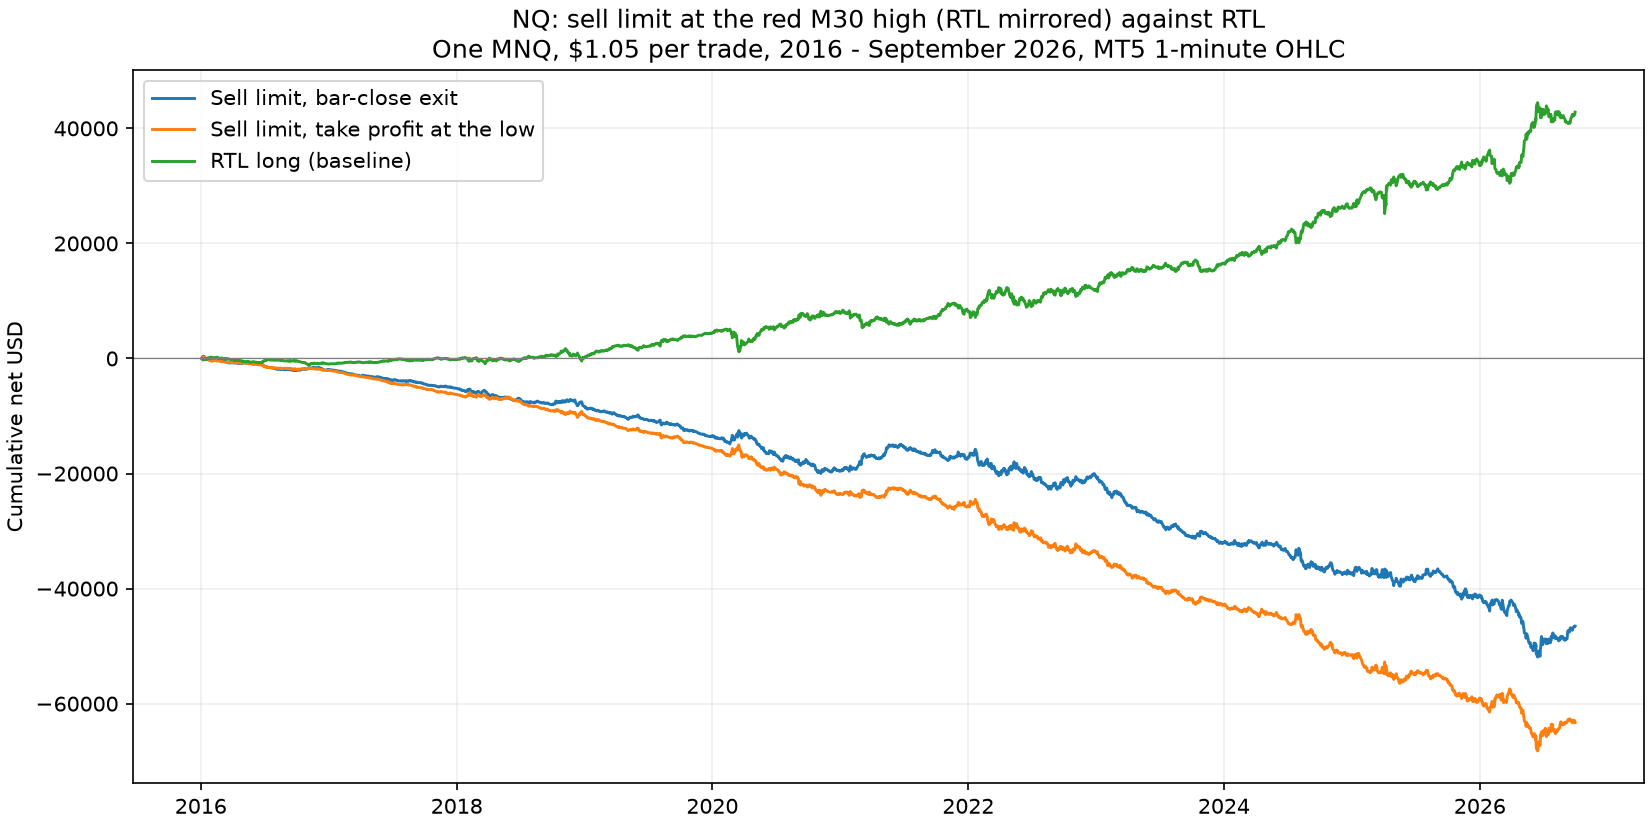 NQ: sell limit at the red M30 high (RTL mirrored) against RTL
One MNQ, $1.05 per trade, 2016 - September 2026, MT5 1-minute OHLC
Sell limit, bar-close exit
Sell limit, take profit at the low
RTL long (baseline)
Cumulative net USD
40000
20000
0
−20000
−40000
−60000
2016
2018
2020
2022
2024
2026